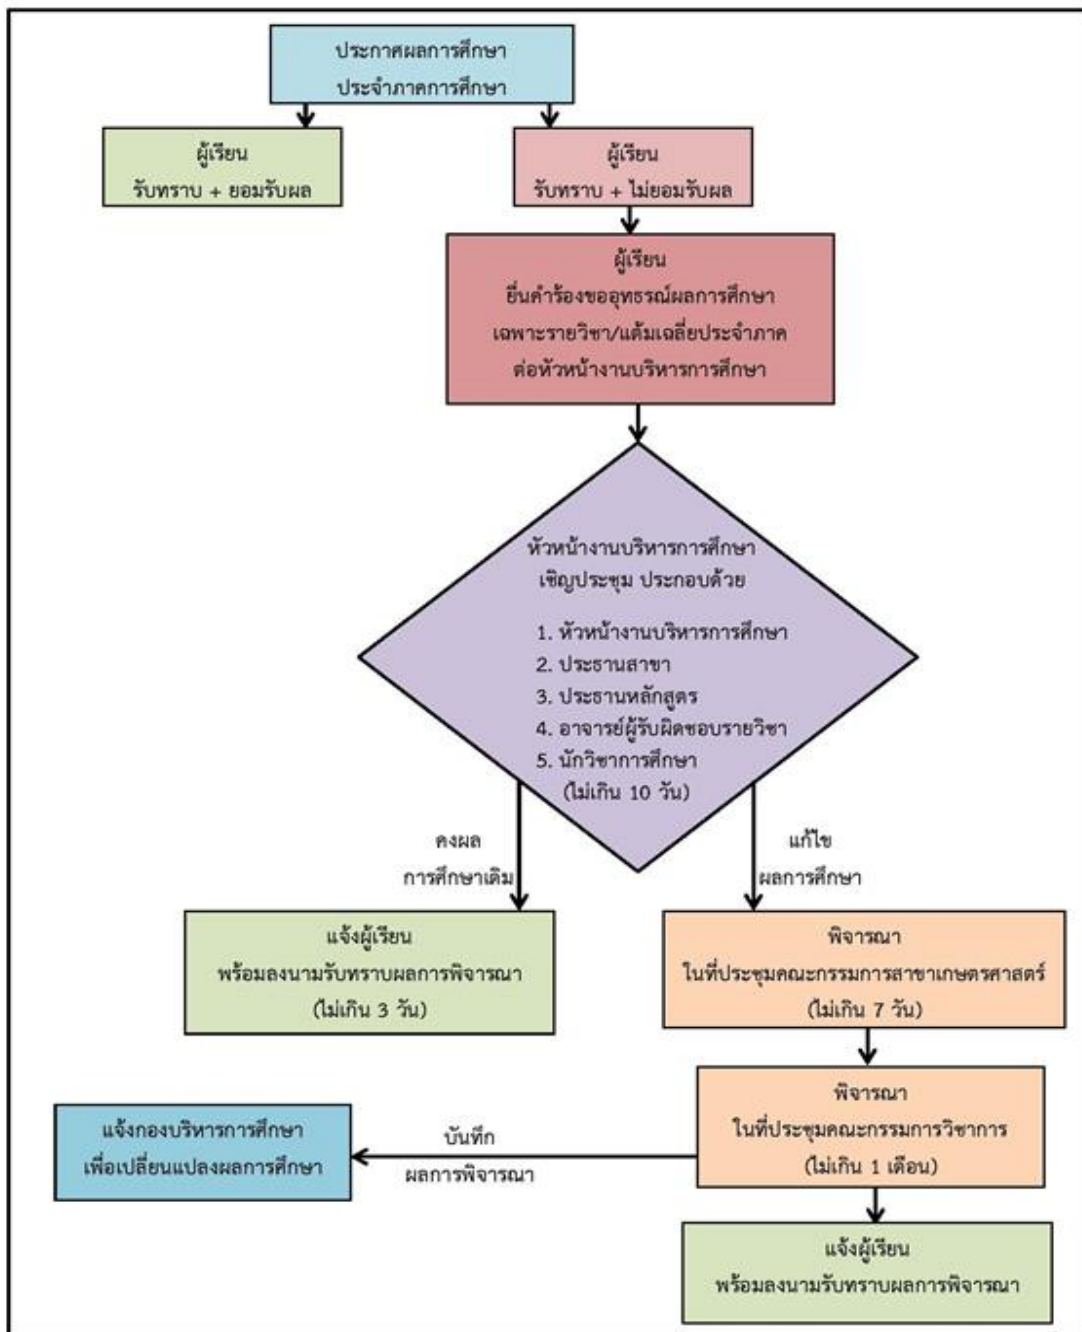 ประกาศผลการศึกษา
ประจำภาคการศึกษา
ผู้เรียน
รับทราบ + ยอมรับผล
ผู้เรียน
รับทราบ + ไม่ยอมรับผล
ผู้เรียน
ยื่นคำร้องขออุทธรณ์ผลการศึกษา
เฉพาะรายวิชา/แต้มเฉลี่ยประจำภาค
ต่อหัวหน้างานบริหารการศึกษา
หัวหน้างานบริหารการศึกษา
เชิญประชุม ประกอบด้วย
1. หัวหน้างานบริหารการศึกษา
2. ประธานสาขา
3. ประธานหลักสูตร
4. อาจารย์ผู้รับผิดชอบรายวิชา
5. นักวิชาการศึกษา
(ไม่เกิน 10 วัน)
คงผล
การศึกษาเดิม
แก้ไข
ผลการศึกษา
แจ้งผู้เรียน
พร้อมลงนามรับทราบผลการพิจารณา
(ไม่เกิน 3 วัน)
พิจารณา
ในที่ประชุมคณะกรรมการสาขาเกษตรศาสตร์
(ไม่เกิน 7 วัน)
พิจารณา
ในที่ประชุมคณะกรรมการวิชาการ
(ไม่เกิน 1 เดือน)
บันทึก
ผลการพิจารณา
แจ้งกองบริหารการศึกษา
เพื่อเปลี่ยนแปลงผลการศึกษา
แจ้งผู้เรียน
พร้อมลงนามรับทราบผลการพิจารณา